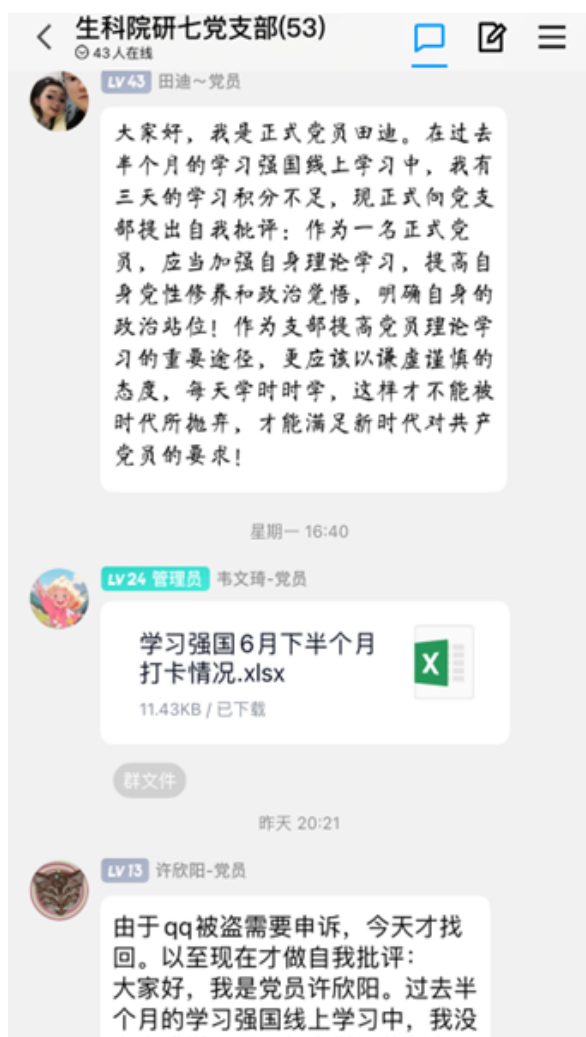 生科院研七党支部(53)
43人在线
LV43 田迪～党员
大家好，我是正式党员田迪。在过去
半个月的学习强国线上学习中，我有
三天的学习积分不足，现正式向党支
部提出自我批评：作为一名正式党
员，应当加强自身理论学习，提高自
身党性修养和政治觉悟，明确自身的
政治站位！作为支部提高党员理论学
习的重要途径，更应该以谦虚谨慎的
态度，每天学时时学，这样才不能被
时代所抛弃，才能满足新时代对共产
党员的要求！
星期一 16:40
LV24 管理员 韦文琦-党员
学习强国6月下半个月
打卡情况.xlsx
X
11.43KB / 已下载
群文件
昨天 20:21
LV13 许欣阳-党员
由于qq被盗需要申诉，今天才找
回。以至现在才做自我批评：
大家好，我是党员许欣阳。过去半
个月的学习强国线上学习中，我没